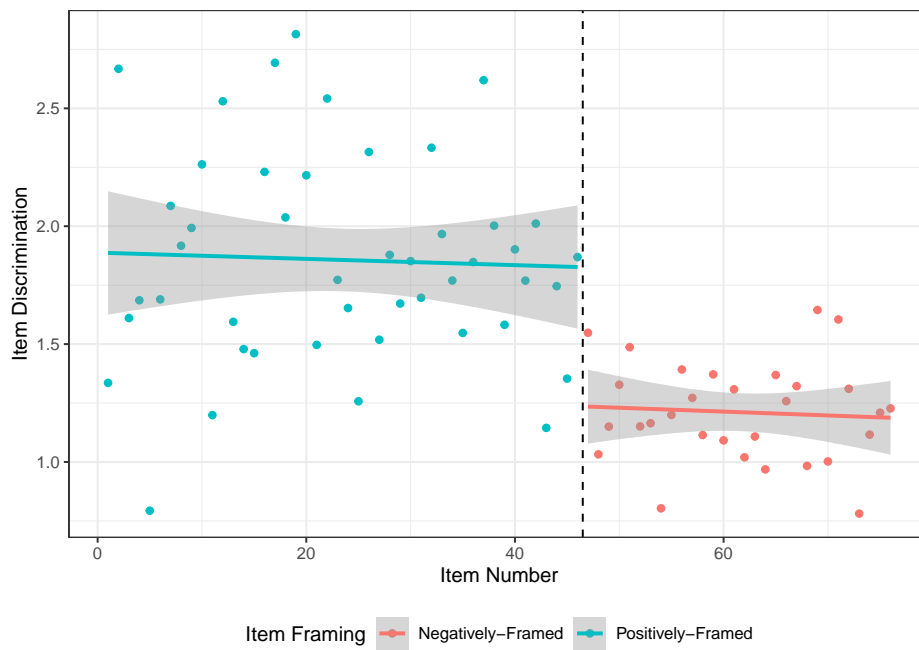 2.5
2.0
1.5
1.0
Item Discrimination
0 20 40 60
Item Number
Item Framing Negatively−Framed Positively−Framed